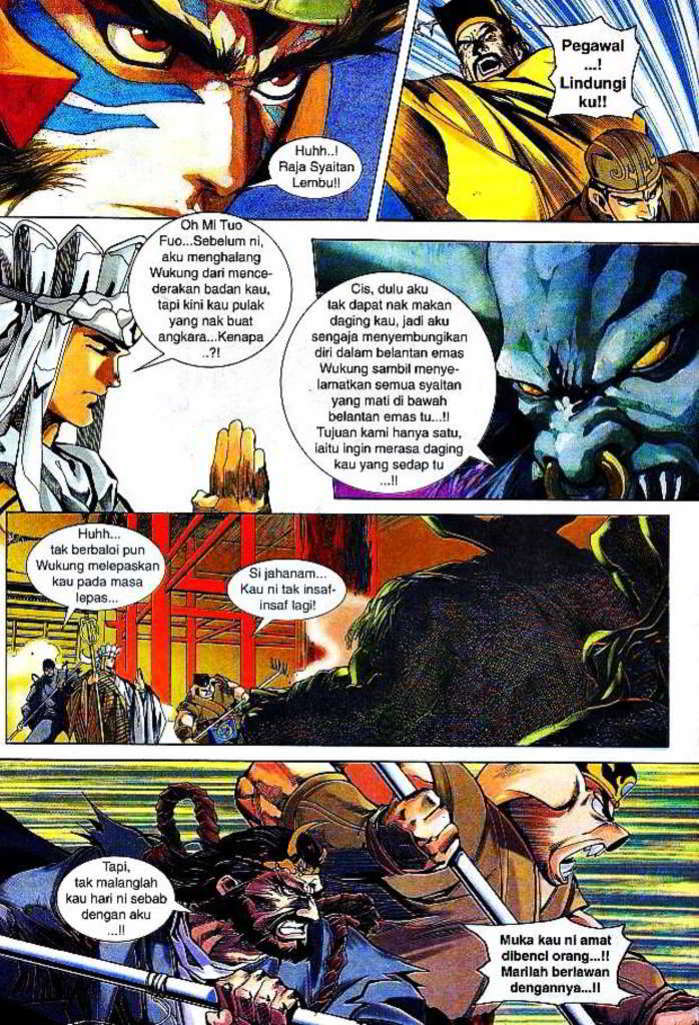 Huhh..!
Raja Syaitan
Lembu!!
Pegawai
...!
Lindungi
ku!!
Oh Mi Tuo
Fuo...Sebelum ni,
aku menghalang
Wukung dari mence-
derakan badan kau,
tapi kini kau pulak
yang nak buat
angkara...Kenapa
..?!
Cis, dulu aku
tak dapat nak makan
daging kau, jadi aku
sengaja menyembungikan
diri dalam belantan emas
Wukung sambil menye-
lamatkan semua syaitan
yang mati di bawah
belantan emas tu...!!
Tujuan kami hanya satu,
iaitu ingin merasa daging
kau yang sedap tu
...!!
Huhh...
tak berbaloi pun
Wukung melepaskan
kau pada masa
lepas...
Si jahanam...
Kau ni tak insaf-
insaf lagi!
Tapi,
tak malanglah
kau hari ni sebab
dengan aku
...!!
Muka kau ni amat
dibenci orang...!!
Marilah berlawan
dengannya...!!